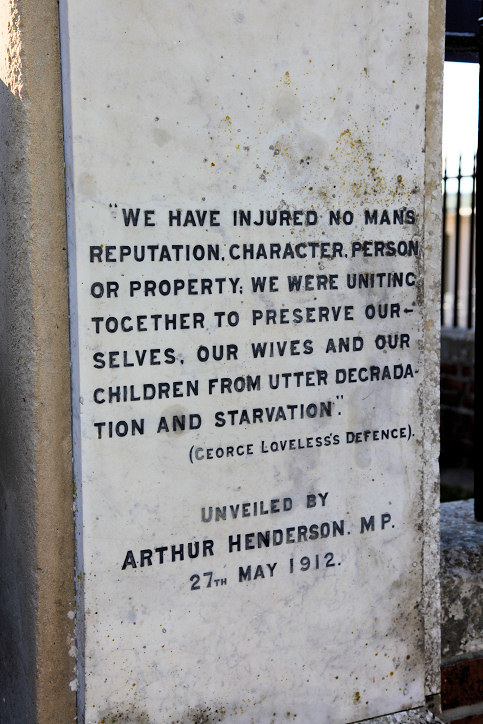 "WE HAVE INJURED NO MAN'S
REPUTATION, CHARACTER, PERSON
OR PROPERTY; WE WERE UNITING
TOGETHER TO PRESERVE OUR-
SELVES, OUR WIVES AND OUR
CHILDREN FROM UTTER DEGRADA-
TION AND STARVATION".
(GEORGE LOVELESS'S DEFENCE).
UNVEILED BY
ARTHUR HENDERSON. M P.
27TH MAY 1912.